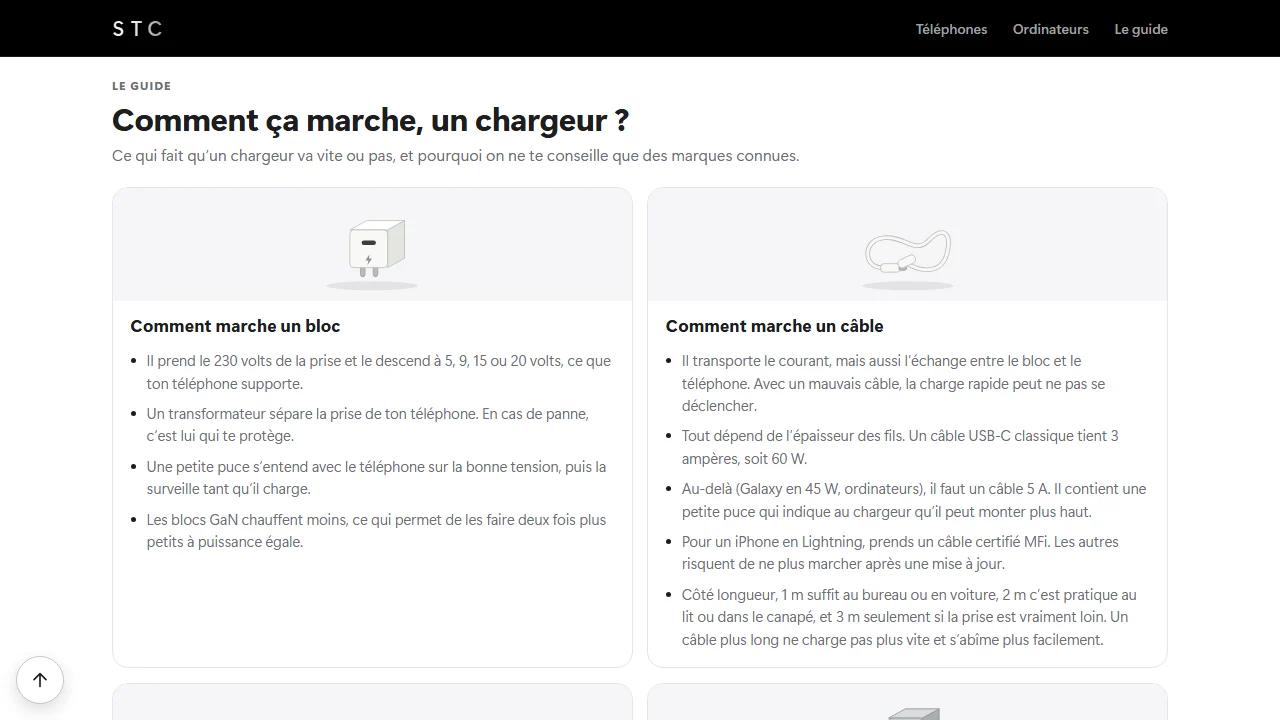 STC
Téléphones
Ordinateurs
Le guide
LE GUIDE
Comment ça marche, un chargeur ?
Ce qui fait qu'un chargeur va vite ou pas, et pourquoi on ne te conseille que des marques connues.
Comment marche un bloc
Il prend le 230 volts de la prise et le descend à 5, 9, 15 ou 20 volts, ce que
ton téléphone supporte.
Un transformateur sépare la prise de ton téléphone. En cas de panne,
c'est lui qui te protège.
Une petite puce s'entend avec le téléphone sur la bonne tension, puis la
surveille tant qu'il charge.
Les blocs GaN chauffent moins, ce qui permet de les faire deux fois plus
petits à puissance égale.
Comment marche un câble
Il transporte le courant, mais aussi l'échange entre le bloc et le
téléphone. Avec un mauvais câble, la charge rapide peut ne pas se
déclencher.
Tout dépend de l'épaisseur des fils. Un câble USB-C classique tient 3
ampères, soit 60 W.
Au-delà (Galaxy en 45 W, ordinateurs), il faut un câble 5 A. Il contient une
petite puce qui indique au chargeur qu'il peut monter plus haut.
Pour un iPhone en Lightning, prends un câble certifié MFi. Les autres
risquent de ne plus marcher après une mise à jour.
Côté longueur, 1 m suffit au bureau ou en voiture, 2 m c'est pratique au
lit ou dans le canapé, et 3 m seulement si la prise est vraiment loin. Un
câble plus long ne charge pas plus vite et s'abîme plus facilement.